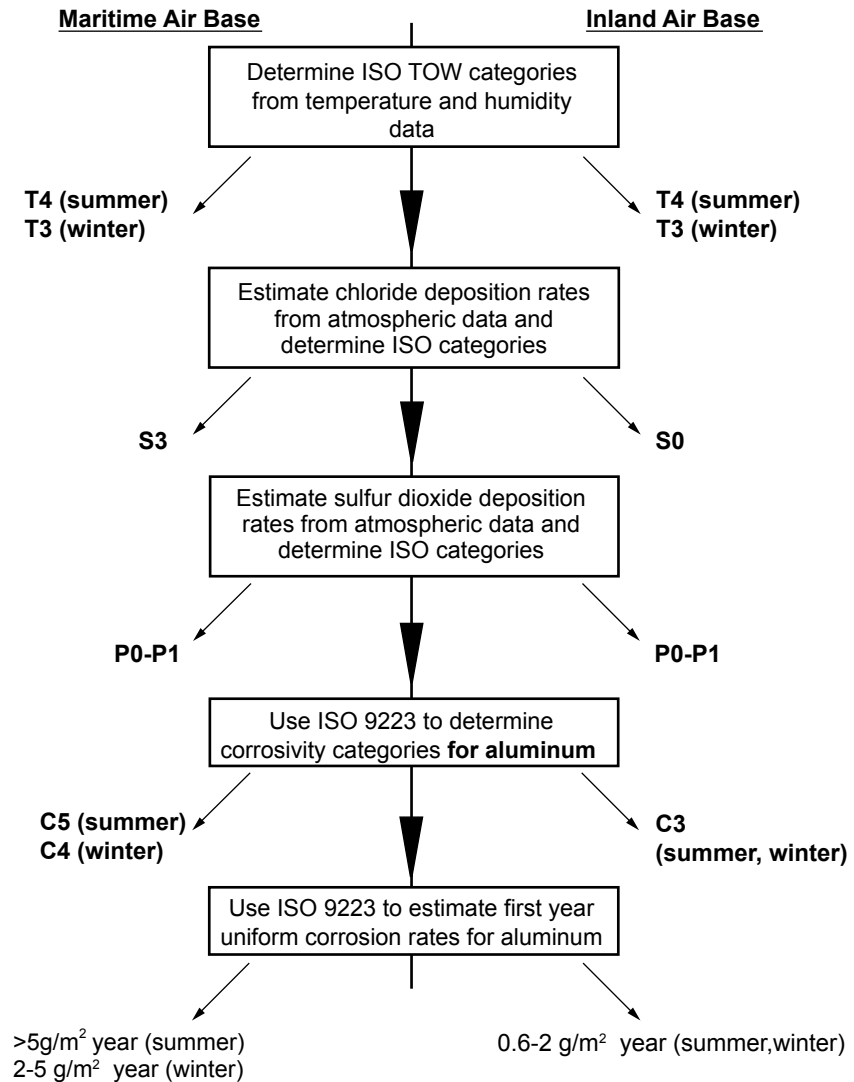 Maritime Air Base
Inland Air Base
Determine ISO TOW categories
from temperature and humidity
data
T4 (summer)
T3 (winter)
T4 (summer)
T3 (winter)
Estimate chloride deposition rates
from atmospheric data and
determine ISO categories
S3
S0
Estimate sulfur dioxide deposition
rates from atmospheric data and
determine ISO categories
P0-P1
P0-P1
Use ISO 9223 to determine
corrosivity categories for aluminum
C5 (summer)
C4 (winter)
C3
(summer, winter)
Use ISO 9223 to estimate first year
uniform corrosion rates for aluminum
>5g/m² year (summer)
2-5 g/m² year (winter)
0.6-2 g/m² year (summer,winter)